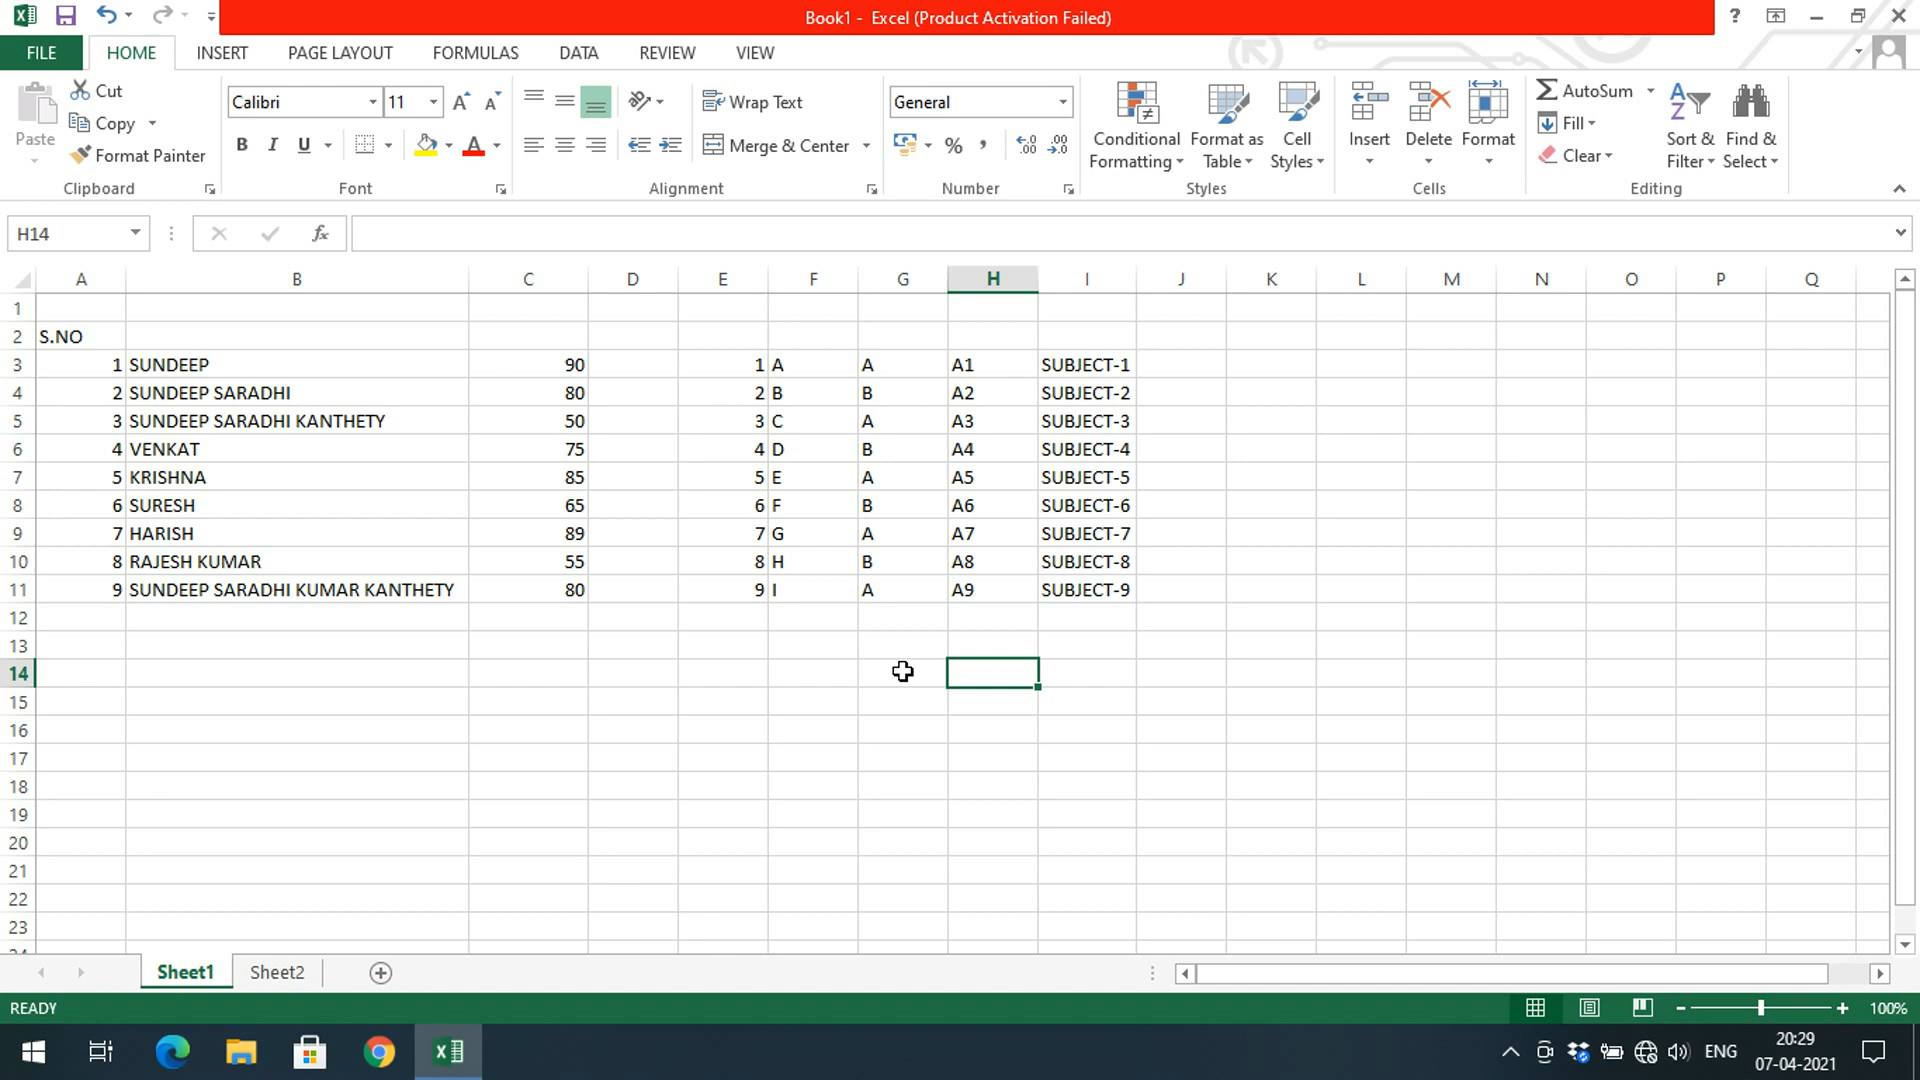 Book1 - Excel (Product Activation Failed)
FILE HOME INSERT PAGE LAYOUT FORMULAS DATA REVIEW VIEW
Paste Cut Copy Format Painter
Calibri 11
B I U
Wrap Text
Merge & Center
General
%
Conditional Formatting Format as Table Cell Styles
Insert Delete Format
AutoSum Fill Clear
Sort & Filter Find & Select
Clipboard Font Alignment Number Styles Cells Editing
H14 fx
A B C D E F G H I J K L M N O P Q
1
2 S.NO
3 1 SUNDEEP 90 1 A A A1 SUBJECT-1
4 2 SUNDEEP SARADHI 80 2 B B A2 SUBJECT-2
5 3 SUNDEEP SARADHI KANTHETY 50 3 C A A3 SUBJECT-3
6 4 VENKAT 75 4 D B A4 SUBJECT-4
7 5 KRISHNA 85 5 E A A5 SUBJECT-5
8 6 SURESH 65 6 F B A6 SUBJECT-6
9 7 HARISH 89 7 G A A7 SUBJECT-7
10 8 RAJESH KUMAR 55 8 H B A8 SUBJECT-8
11 9 SUNDEEP SARADHI KUMAR KANTHETY 80 9 I A A9 SUBJECT-9
12
13
14
15
16
17
18
19
20
21
22
23
Sheet1 Sheet2
READY 100%
ENG
20:29
07-04-2021